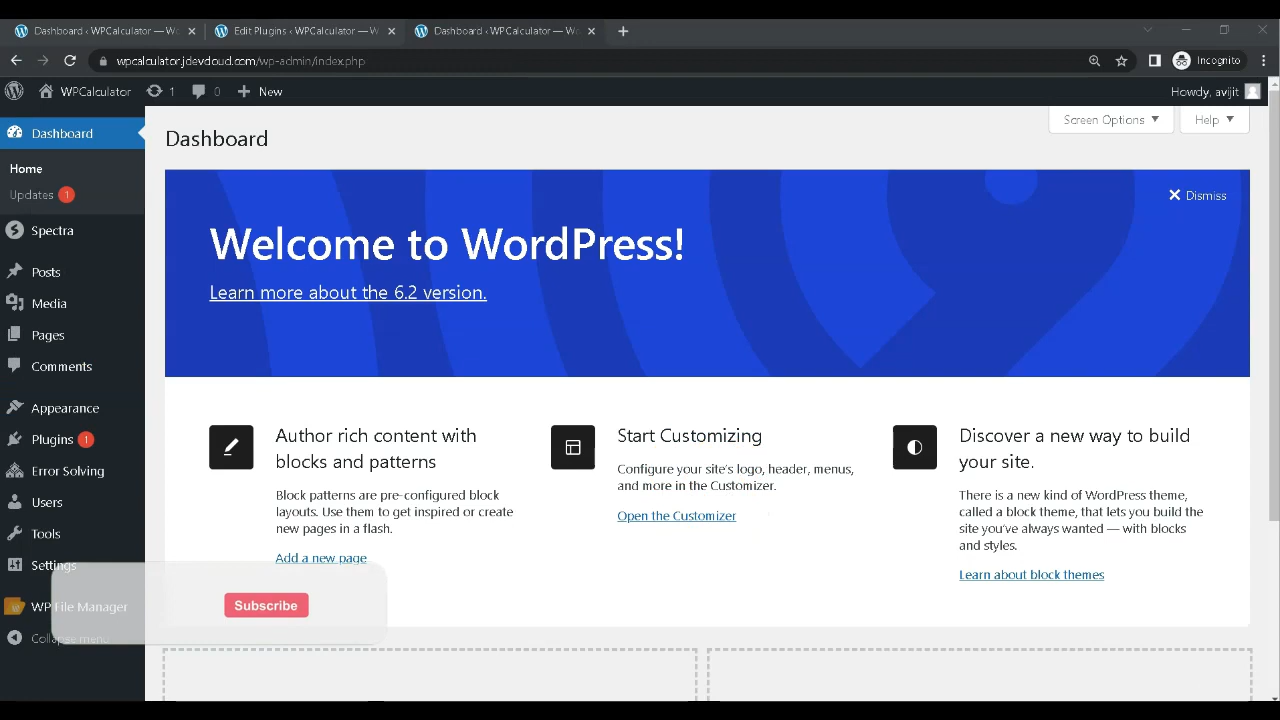 Dashboard ‹ WPCalculator — W
Edit Plugins ‹ WPCalculator — W
Dashboard ‹ WPCalculator — W
wpcalculator.jdevcloud.com/wp-admin/index.php
Incognito
WPCalculator
1
0
New
Howdy, avijit
Dashboard
Home
Updates 1
Spectra
Posts
Media
Pages
Comments
Appearance
Plugins 1
Error Solving
Users
Tools
Settings
WP File Manager
Collapse menu
Dashboard
Screen Options
Help
Dismiss
Welcome to WordPress!
Learn more about the 6.2 version.
Author rich content with
blocks and patterns
Block patterns are pre-configured block
layouts. Use them to get inspired or create
new pages in a flash.
Add a new page
Start Customizing
Configure your site's logo, header, menus,
and more in the Customizer.
Open the Customizer
Discover a new way to build
your site.
There is a new kind of WordPress theme,
called a block theme, that lets you build the
site you've always wanted — with blocks
and styles.
Learn about block themes
Subscribe